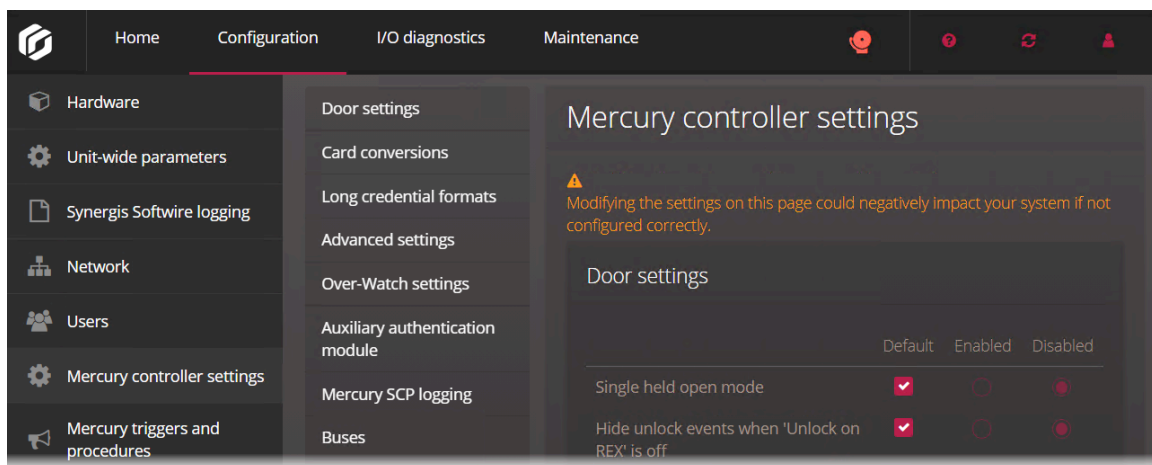 Home Configuration I/O diagnostics Maintenance
Hardware
Unit-wide parameters
Synergis Softwire logging
Network
Users
Mercury controller settings
Mercury triggers and
procedures
Door settings
Card conversions
Long credential formats
Advanced settings
Over-Watch settings
Auxiliary authentication
module
Mercury SCP logging
Buses
Mercury controller settings
Modifying the settings on this page could negatively impact your system if not
configured correctly.
Door settings
Default Enabled Disabled
Single held open mode
Hide unlock events when 'Unlock on
REX' is off